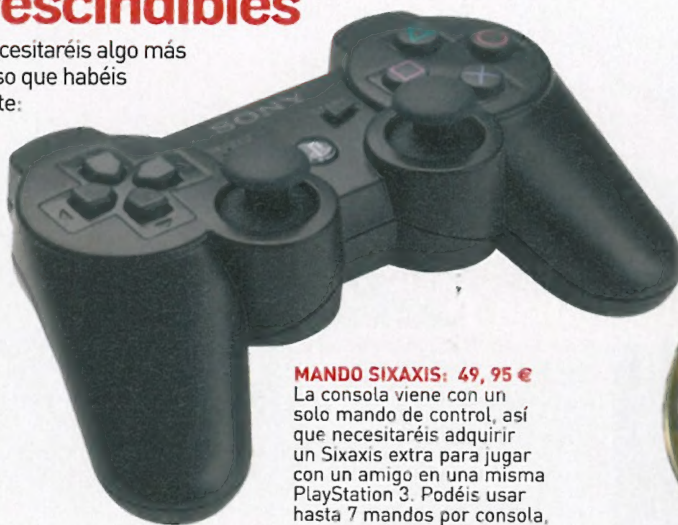 escindibles
cesitaréis algo más
so que habéis
te:
SONY
MANDO SIXAXIS: 49, 95 €
La consola viene con un
solo mando de control, así
que necesitaréis adquirir
un Sixaxis extra para jugar
con un amigo en una misma
PlayStation 3. Podéis usar
hasta 7 mandos por consola,